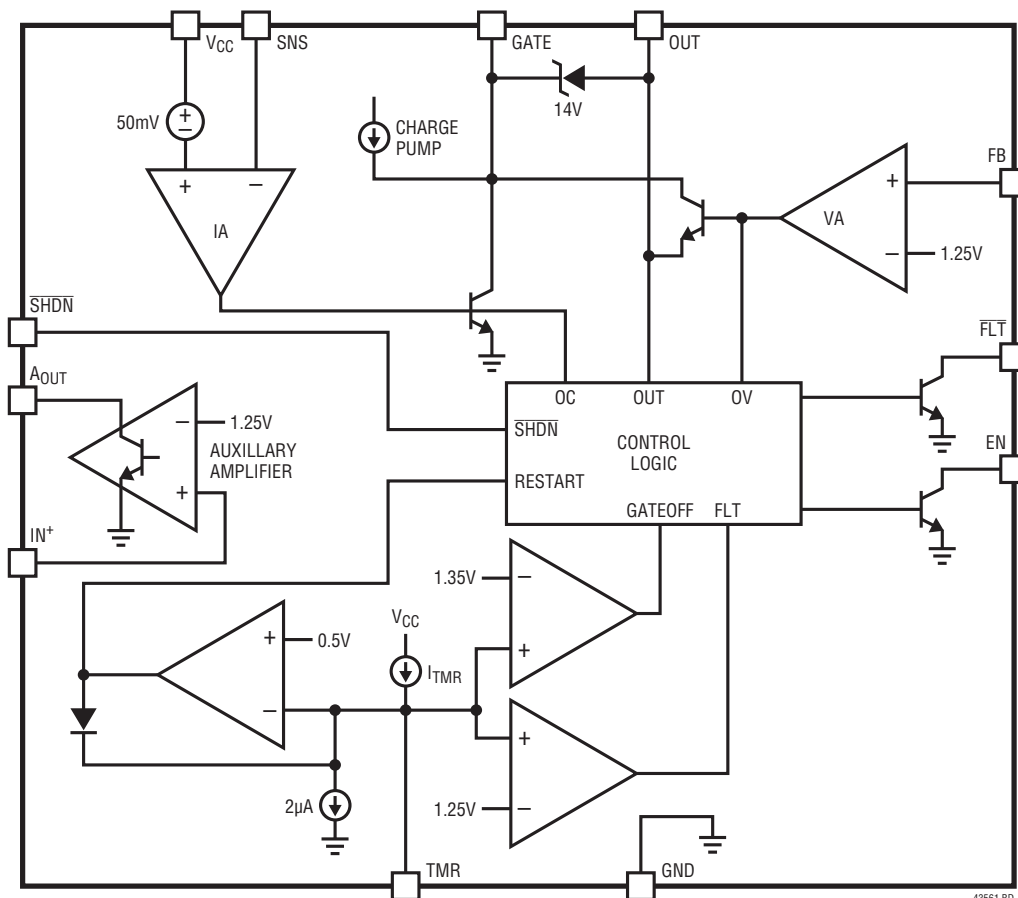 VCC
SNS
GATE
OUT
50mV
14V
CHARGE
PUMP
FB
+
−
+
−
IA
+
VA
−
1.25V
SHDN
FLT
AOUT
−
1.25V
AUXILLARY
AMPLIFIER
+
IN+
OC
OUT
OV
SHDN
CONTROL
LOGIC
RESTART
GATEOFF
FLT
EN
1.35V
−
+
VCC
ITMR
+
0.5V
−
+
1.25V
−
2µA
TMR
GND
43561 BD